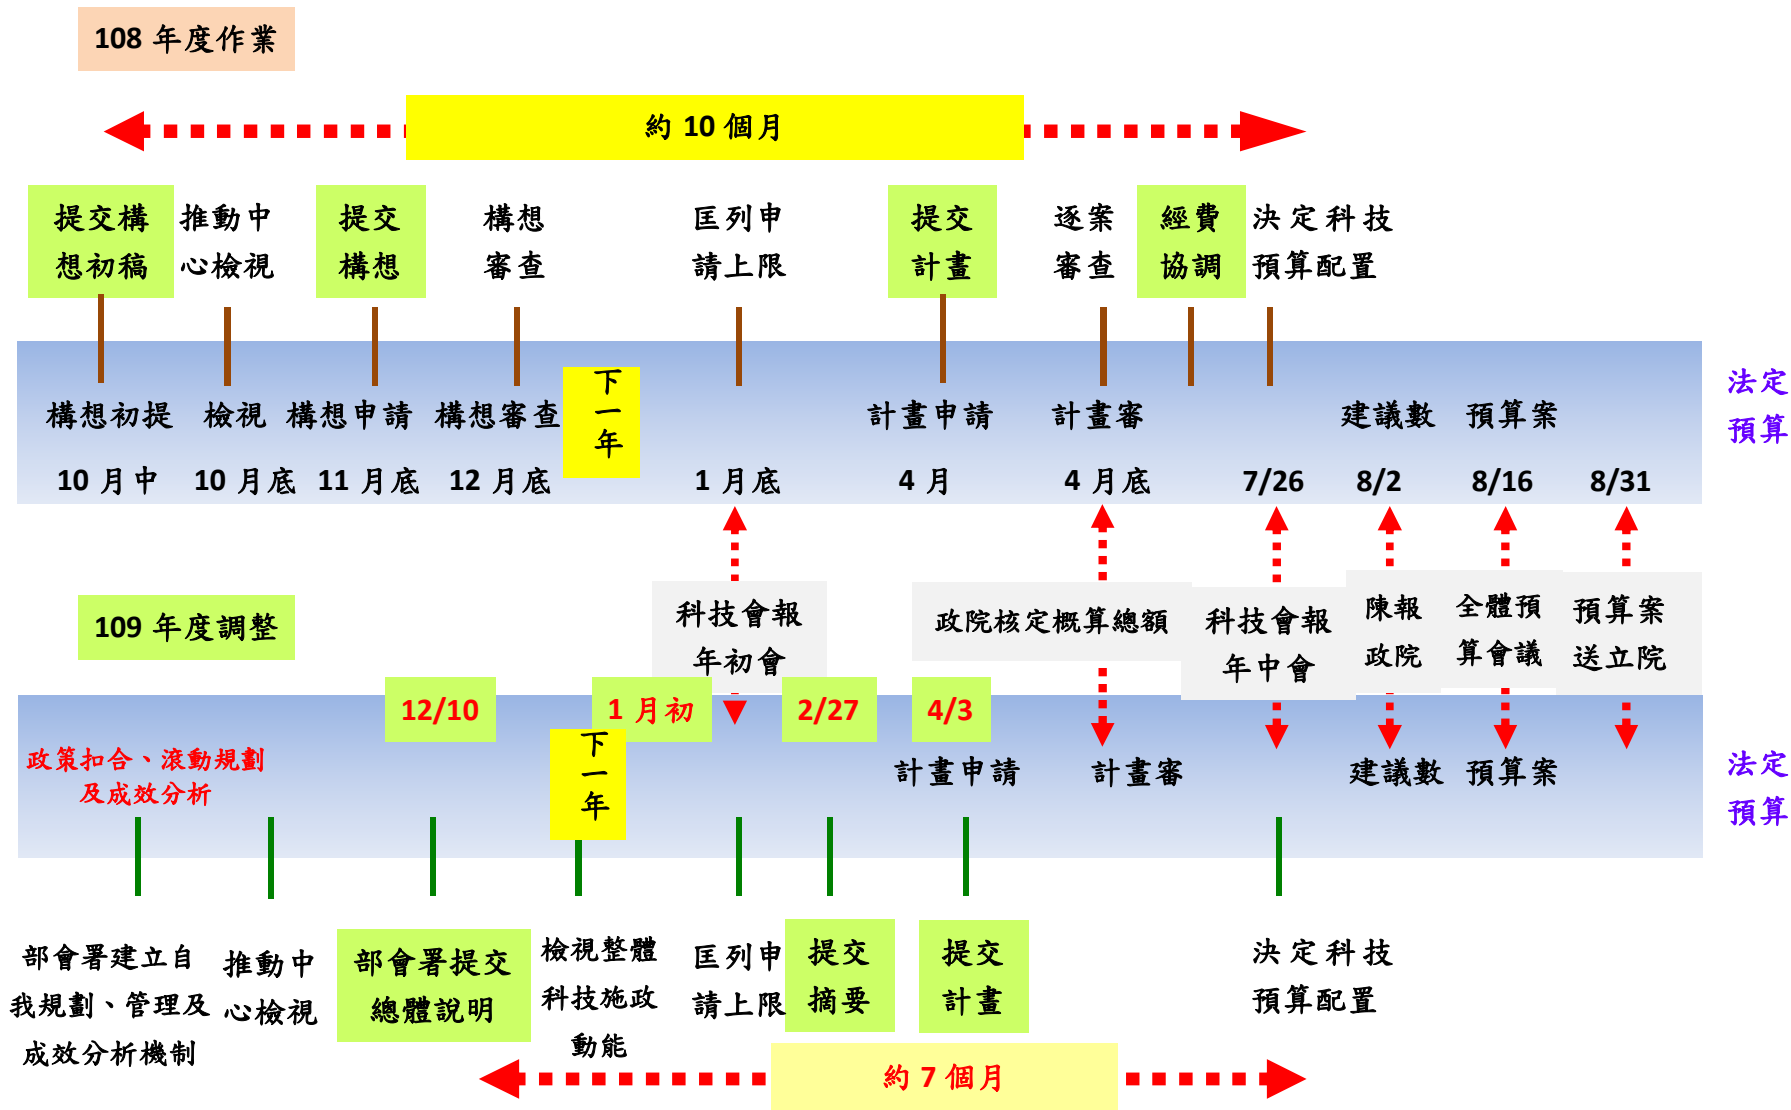 108 年度作業
約 10 個月
提交構
想初稿
推動中
心檢視
提交
構想
構想
審查
匡列申
請上限
提交
計畫
逐案
審查
經費
協調
決定科技
預算配置
構想初提
檢視
構想申請
構想審查
下
一
年
計畫申請
計畫審
建議數
預算案
法定
預算
10 月中
10 月底
11 月底
12 月底
1 月底
4 月
4 月底
7/26
8/2
8/16
8/31
109 年度調整
科技會報
年初會
政院核定概算總額
科技會報
年中會
陳報
政院
全體預
算會議
預算案
送立院
12/10
1 月初
2/27
4/3
政策扣合、滾動規劃
及成效分析
下
一
年
計畫申請
計畫審
建議數
預算案
法定
預算
部會署建立自
我規劃、管理及
成效分析機制
推動中
心檢視
部會署提交
總體說明
檢視整體
科技施政
動能
匡列申
請上限
提交
摘要
提交
計畫
決定科技
預算配置
約 7 個月